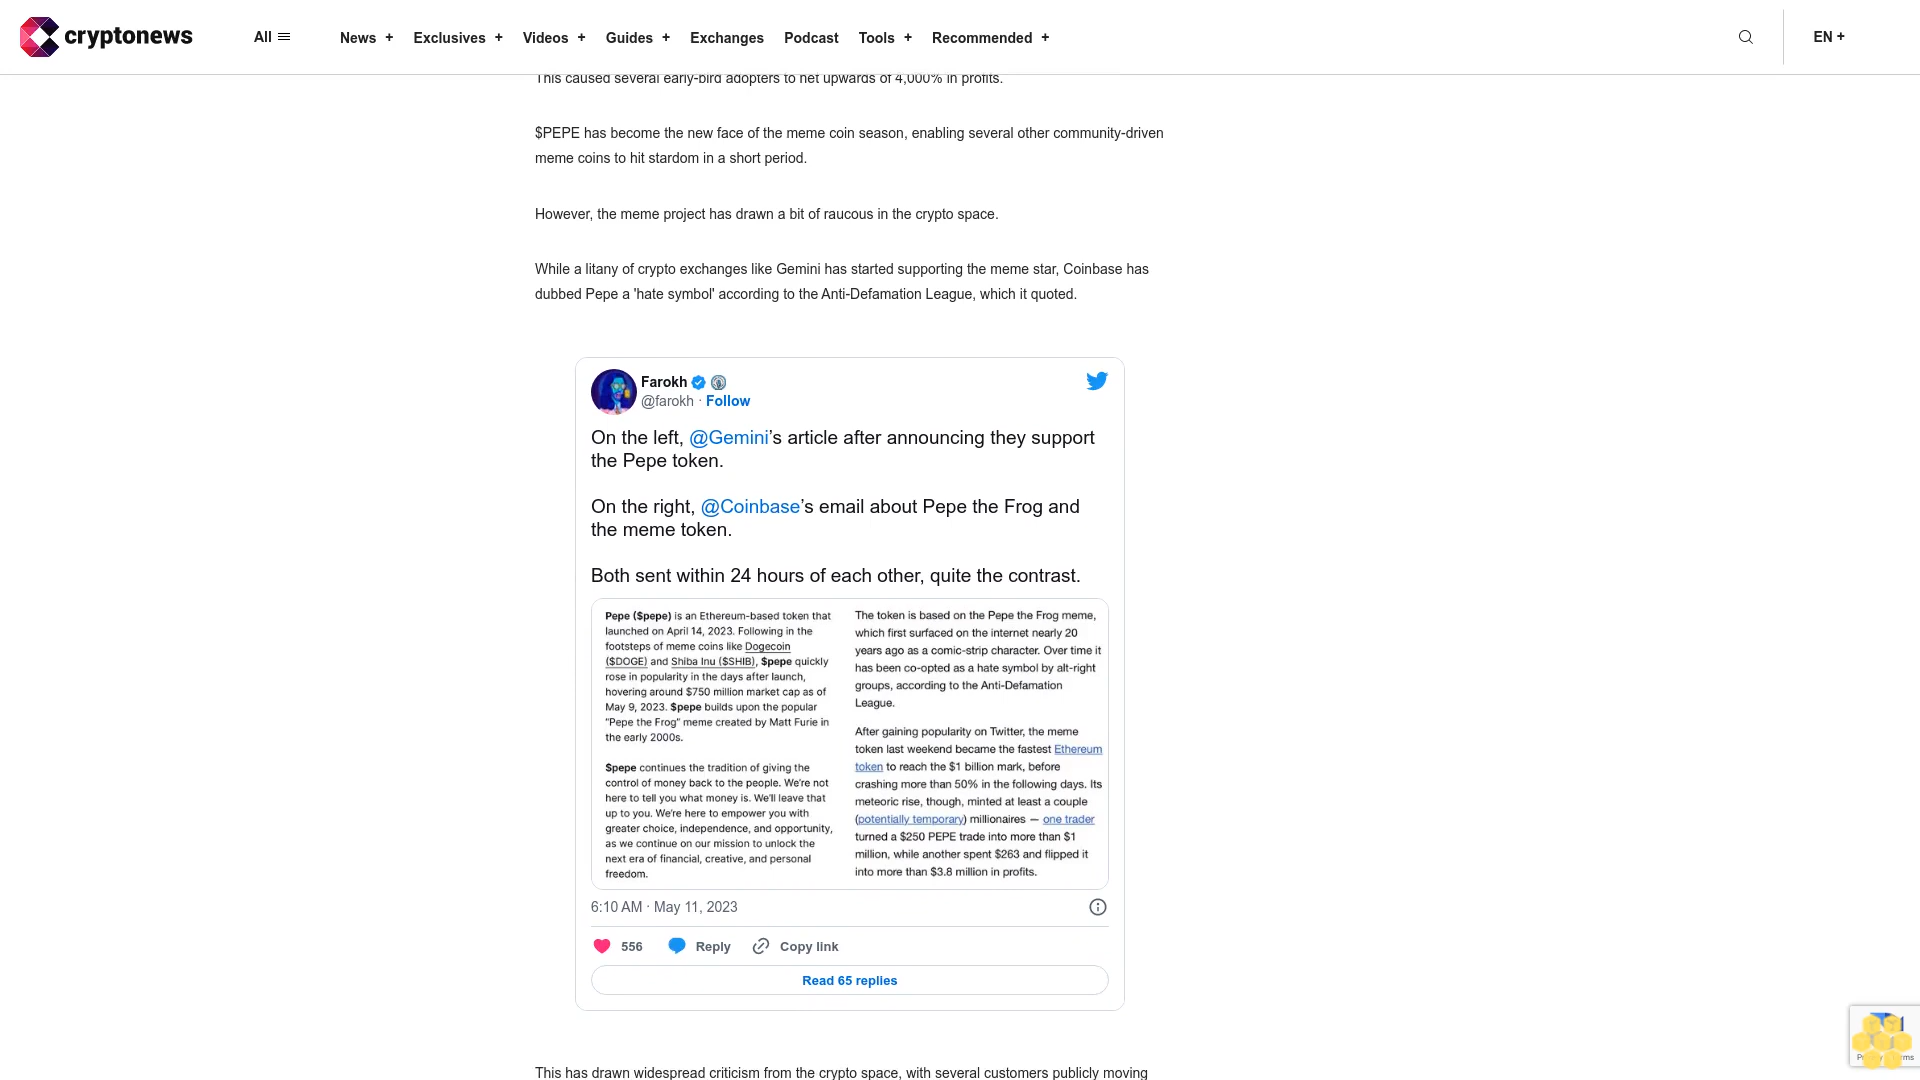 cryptonews
All
News +
Exclusives +
Videos +
Guides +
Exchanges
Podcast
Tools +
Recommended +
EN +
This caused several early-bird adopters to net upwards of 4,000% in profits.
$PEPE has become the new face of the meme coin season, enabling several other community-driven
meme coins to hit stardom in a short period.
However, the meme project has drawn a bit of raucous in the crypto space.
While a litany of crypto exchanges like Gemini has started supporting the meme star, Coinbase has
dubbed Pepe a 'hate symbol' according to the Anti-Defamation League, which it quoted.
Farokh
@farokh · Follow
On the left, @Gemini’s article after announcing they support
the Pepe token.
On the right, @Coinbase’s email about Pepe the Frog and
the meme token.
Both sent within 24 hours of each other, quite the contrast.
Pepe ($pepe) is an Ethereum-based token that
launched on April 14, 2023. Following in the
footsteps of meme coins like Dogecoin
($DOGE) and Shiba Inu ($SHIB), $pepe quickly
rose in popularity in the days after launch,
hovering around $750 million market cap as of
May 9, 2023. $pepe builds upon the popular
“Pepe the Frog” meme created by Matt Furie in
the early 2000s.
$pepe continues the tradition of giving the
control of money back to the people. We’re not
here to tell you what money is. We’ll leave that
up to you. We’re here to empower you with
greater choice, independence, and opportunity,
as we continue on our mission to unlock the
next era of financial, creative, and personal
freedom.
The token is based on the Pepe the Frog meme,
which first surfaced on the internet nearly 20
years ago as a comic-strip character. Over time it
has been co-opted as a hate symbol by alt-right
groups, according to the Anti-Defamation
League.
After gaining popularity on Twitter, the meme
token last weekend became the fastest Ethereum
token to reach the $1 billion mark, before
crashing more than 50% in the following days. Its
meteoric rise, though, minted at least a couple
(potentially temporary) millionaires — one trader
turned a $250 PEPE trade into more than $1
million, while another spent $263 and flipped it
into more than $3.8 million in profits.
6:10 AM · May 11, 2023
556
Reply
Copy link
Read 65 replies
This has drawn widespread criticism from the crypto space, with several customers publicly moving